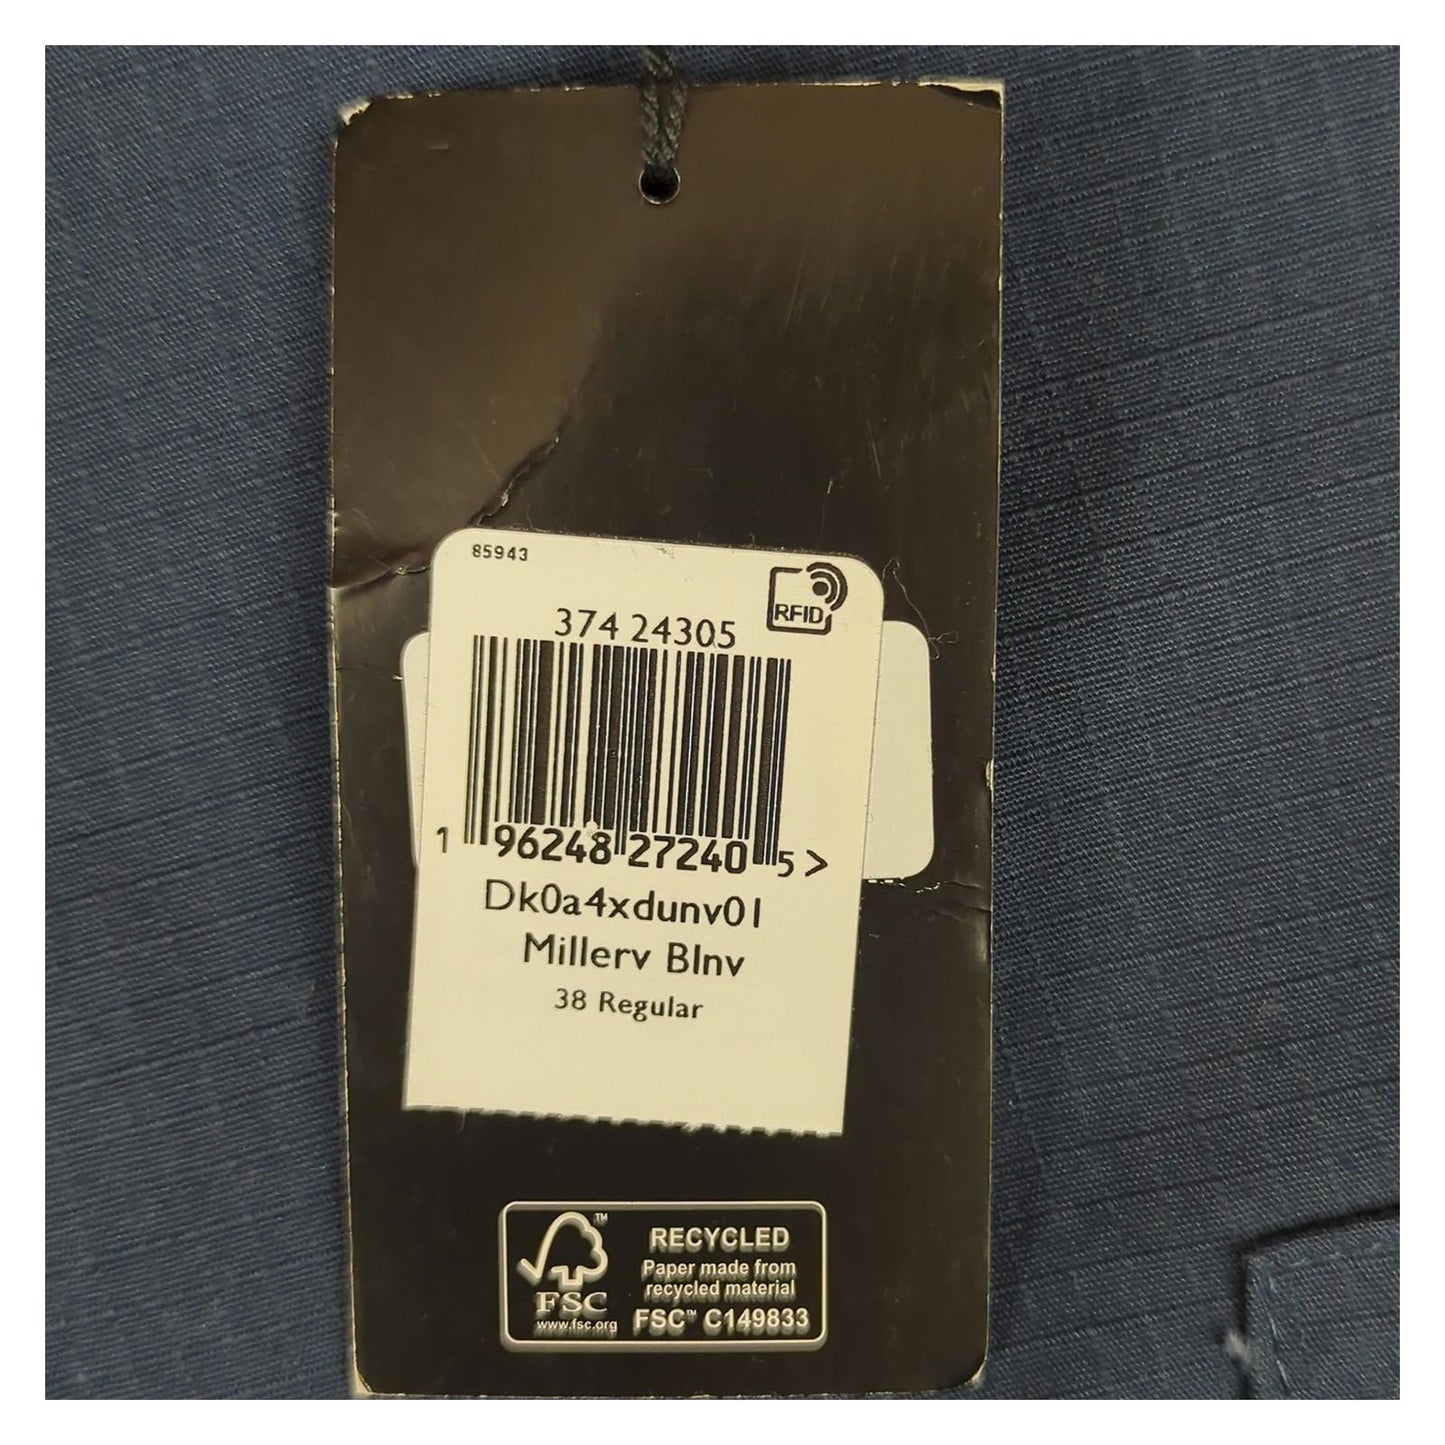 85943
RFID
374 24305
1 96248 27240 5 >
Dk0a4xdunv01
Millerv Blnv
38 Regular
TM
RECYCLED
Paper made from
recycled material
FSC
www.fsc.org
FSC™ C149833